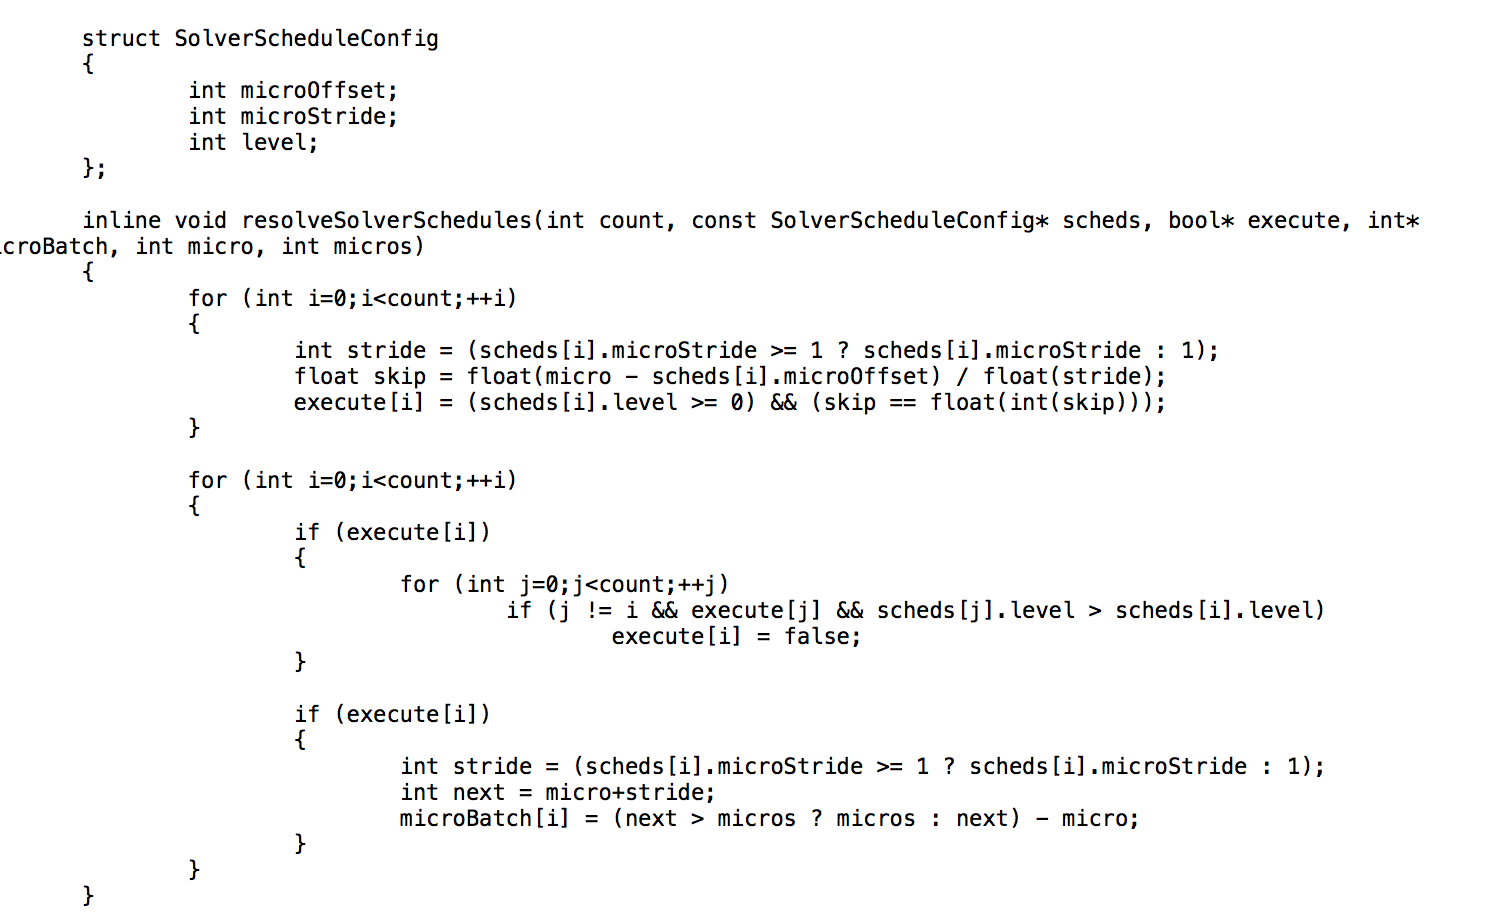 struct SolverScheduleConfig
{
int microOffset;
int microStride;
int level;
};
inline void resolveSolverSchedules(int count, const SolverScheduleConfig* scheds, bool* execute, int*
croBatch, int micro, int micros)
{
for (int i=0;i<count;++i)
{
int stride = (scheds[i].microStride >= 1 ? scheds[i].microStride : 1);
float skip = float(micro - scheds[i].microOffset) / float(stride);
execute[i] = (scheds[i].level >= 0) && (skip == float(int(skip)));
}
for (int i=0;i<count;++i)
{
if (execute[i])
{
for (int j=0;j<count;++j)
if (j != i && execute[j] && scheds[j].level > scheds[i].level)
execute[i] = false;
}
if (execute[i])
{
int stride = (scheds[i].microStride >= 1 ? scheds[i].microStride : 1);
int next = micro+stride;
microBatch[i] = (next > micros ? micros : next) - micro;
}
}
}